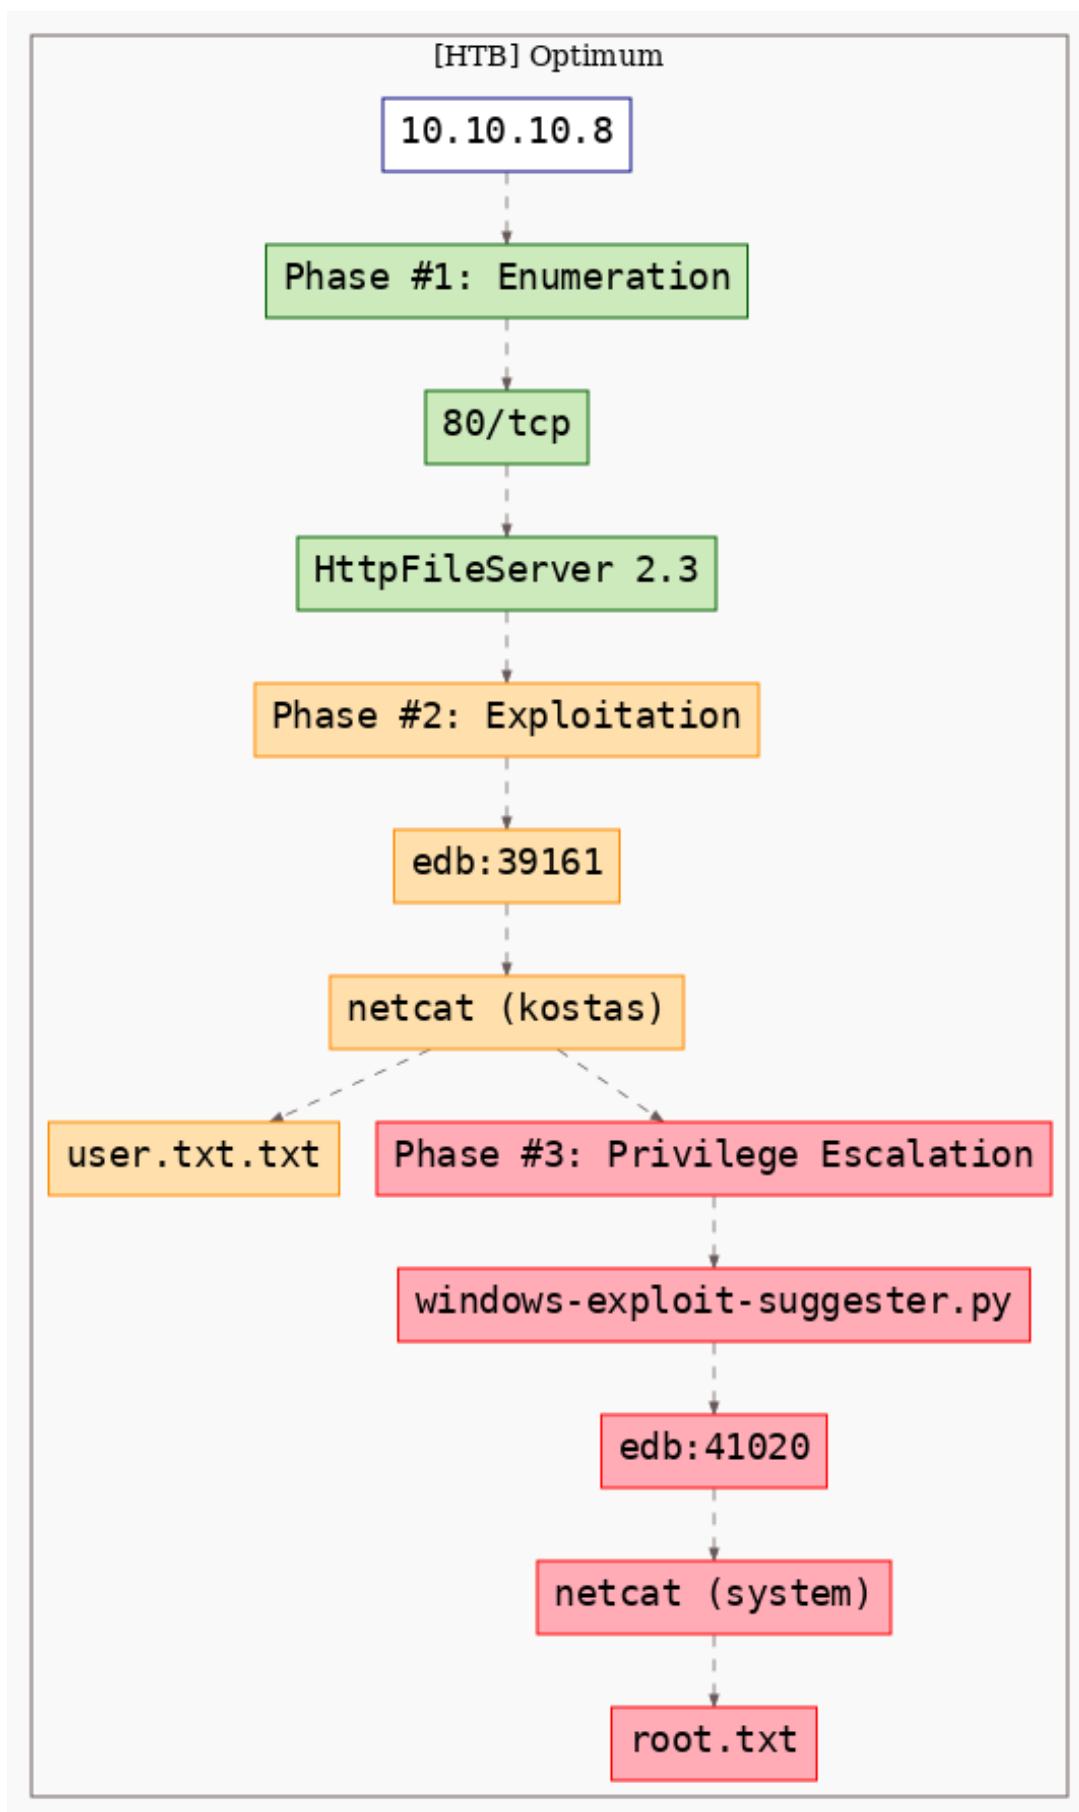 [HTB] Optimum
10.10.10.8
Phase #1: Enumeration
80/tcp
HttpFileServer 2.3
Phase #2: Exploitation
edb:39161
netcat (kostas)
user.txt.txt
Phase #3: Privilege Escalation
windows-exploit-suggester.py
edb:41020
netcat (system)
root.txt